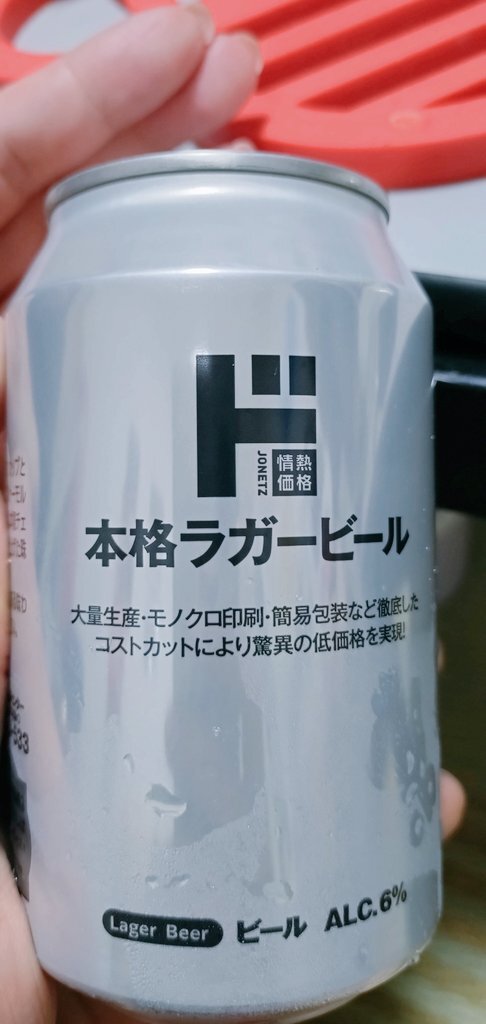 ド
JONETZ
情熱
価格
本格ラガービール
大量生産・モノクロ印刷・簡易包装など徹底した
コストカットにより驚異の低価格を実現!
Lager Beer ビール ALC.6%